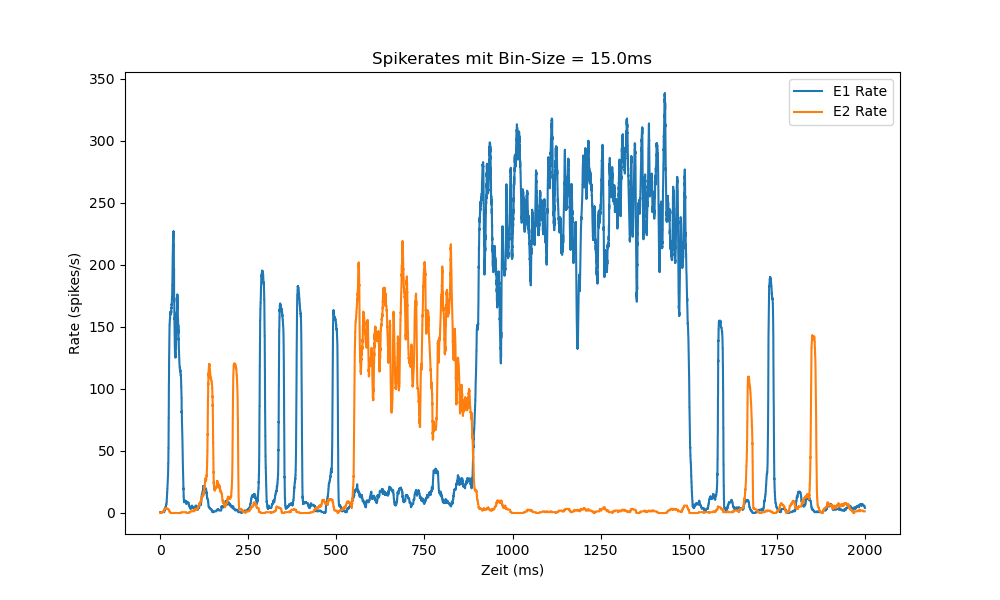 Spikerates mit Bin-Size = 15.0ms
E1 Rate
E2 Rate
350
300
250
200
150
100
50
0
Rate (spikes/s)
0 250 500 750 1000 1250 1500 1750 2000
Zeit (ms)